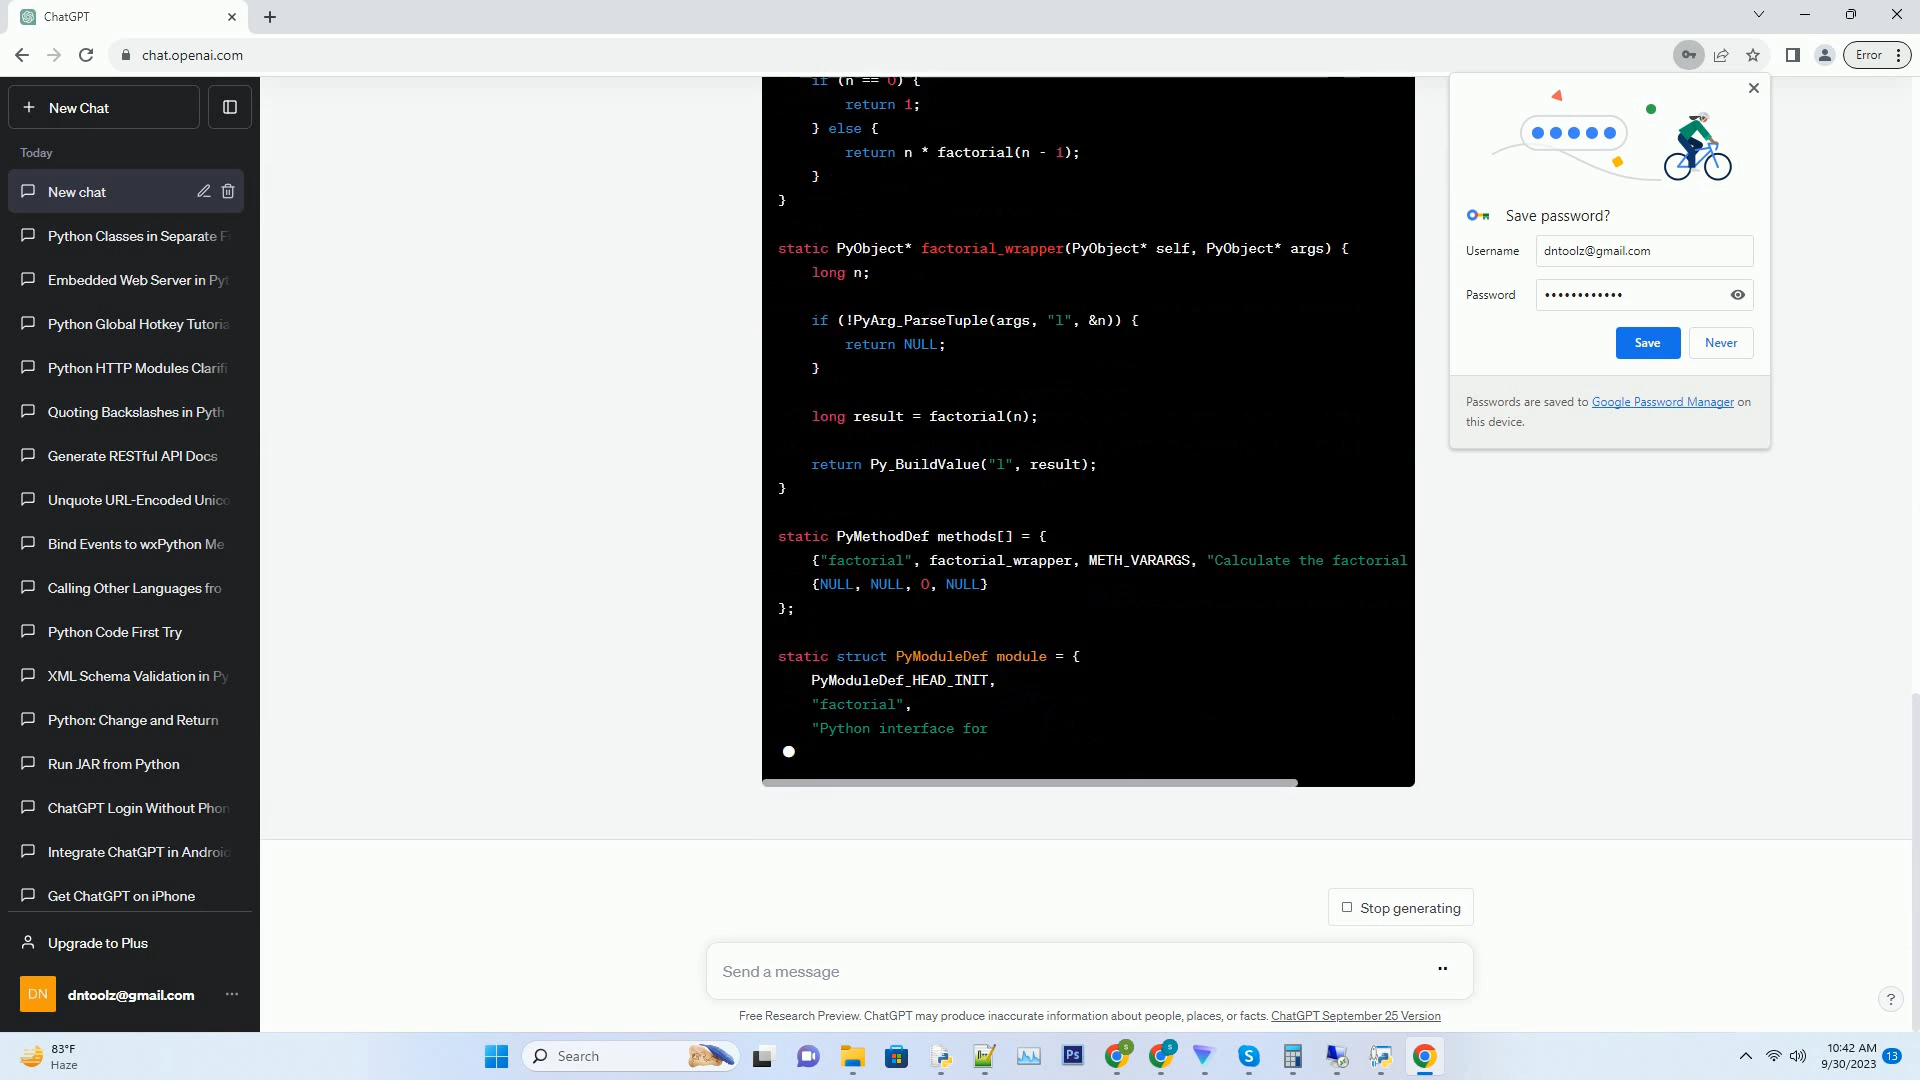 ChatGPT
chat.openai.com
Error
New Chat
Today
New chat
Python Classes in Separate F
Embedded Web Server in Pyt
Python Global Hotkey Tutoria
Python HTTP Modules Clarifi
Quoting Backslashes in Pyth
Generate RESTful API Docs
Unquote URL-Encoded Unico
Bind Events to wxPython Me
Calling Other Languages fro
Python Code First Try
XML Schema Validation in Py
Python: Change and Return
Run JAR from Python
ChatGPT Login Without Phon
Integrate ChatGPT in Android
Get ChatGPT on iPhone
Upgrade to Plus
DN
dntoolz@gmail.com
if (n == 0) {
return 1;
} else {
return n * factorial(n - 1);
}
}
static PyObject* factorial_wrapper(PyObject* self, PyObject* args) {
long n;
if (!PyArg_ParseTuple(args, "l", &n)) {
return NULL;
}
long result = factorial(n);
return Py_BuildValue("l", result);
}
static PyMethodDef methods[] = {
{"factorial", factorial_wrapper, METH_VARARGS, "Calculate the factorial
{NULL, NULL, 0, NULL}
};
static struct PyModuleDef module = {
PyModuleDef_HEAD_INIT,
"factorial",
"Python interface for
Save password?
Username
dntoolz@gmail.com
Password
Save
Never
Passwords are saved to Google Password Manager on
this device.
Stop generating
Send a message
Free Research Preview. ChatGPT may produce inaccurate information about people, places, or facts. ChatGPT September 25 Version
?
83°F
Haze
Search
Ps
S
S
S
10:42 AM
9/30/2023
13